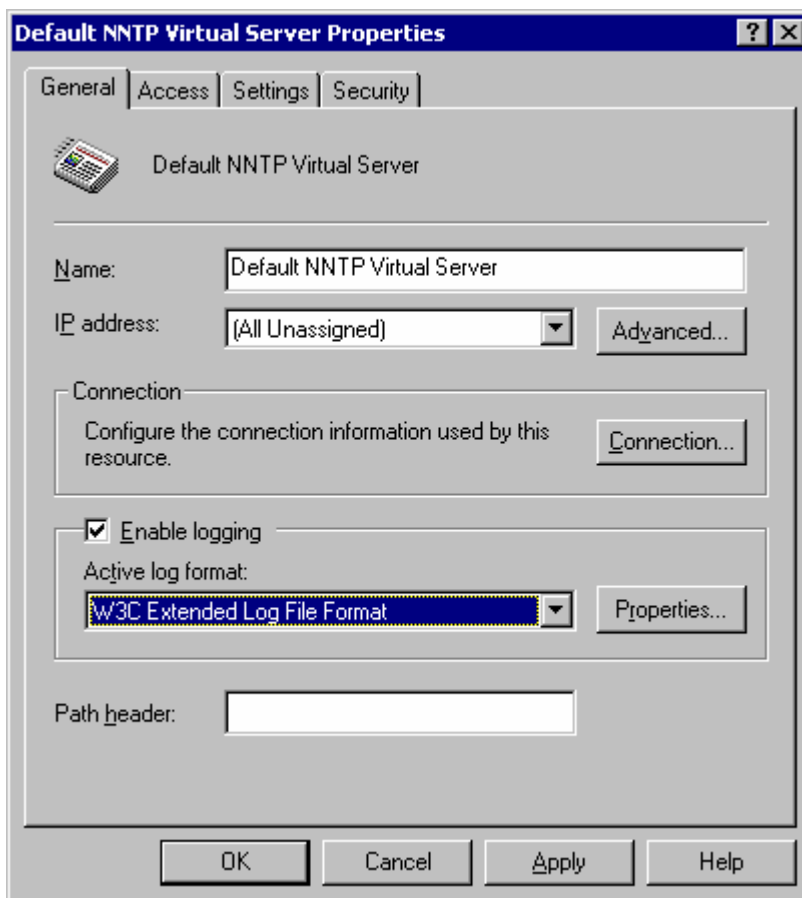 Default NNTP Virtual Server Properties
General Access Settings Security
Default NNTP Virtual Server
Name: Default NNTP Virtual Server
IP address: (All Unassigned) Advanced...
Connection
Configure the connection information used by this
resource.
Connection...
Enable logging
Active log format:
W3C Extended Log File Format Properties...
Path header:
OK Cancel Apply Help